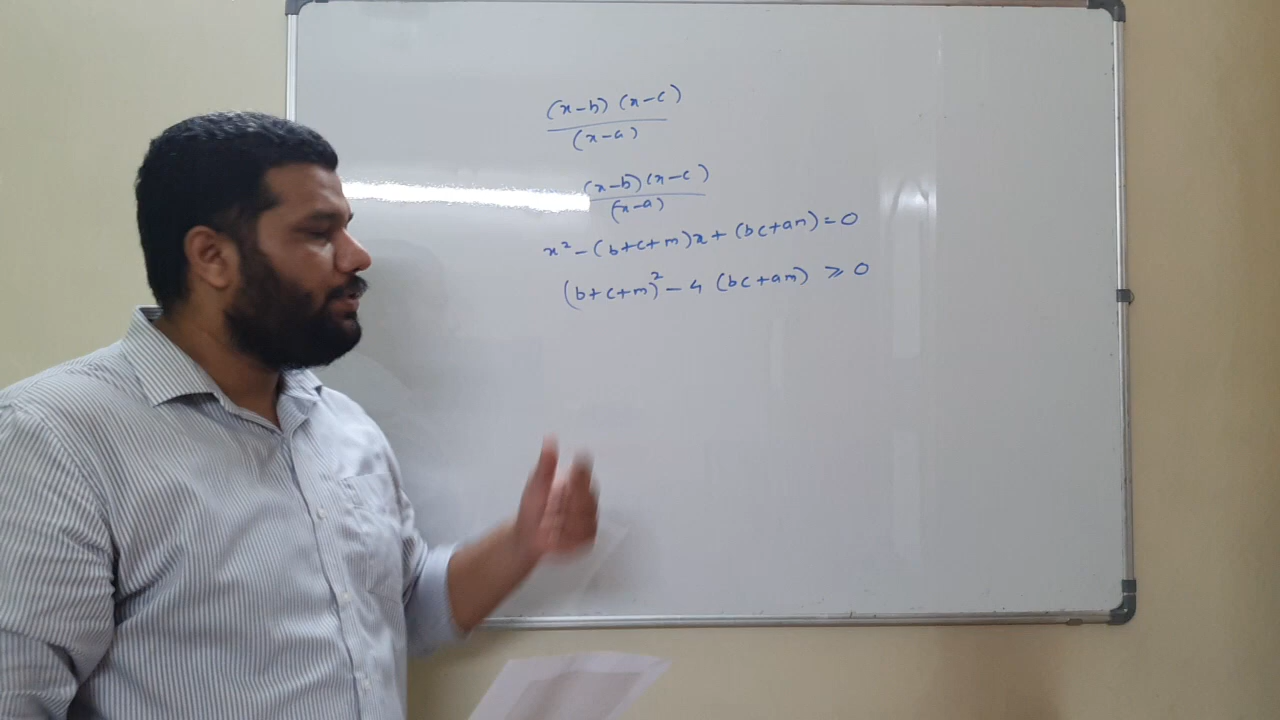 (x-b) (x-c)
(x-a)
(x-b) (x-c)
(x-a)
x² - (b+c+m)x + (bc+am) = 0
(b+c+m)² - 4 (bc+am) ⩾ 0